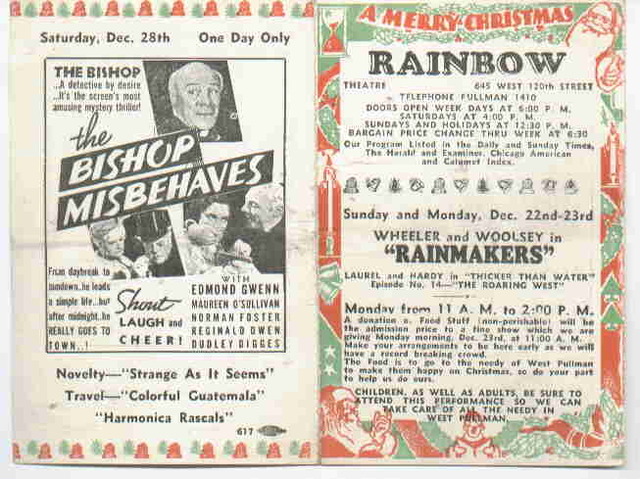 Saturday, Dec. 28th One Day Only
THE BISHOP
..A detective by desire
..It's the screen's most
amusing mystery thriller!
the
BISHOP
MISBEHAVES
From daybreak to
sundown..he leads
a simple life...but
after midnight..he
REALLY GOES TO
TOWN..!
Shout
LAUGH and
CHEER!
WITH
EDMOND GWENN
MAUREEN O'SULLIVAN
NORMAN FOSTER
REGINALD OWEN
DUDLEY DIGGES
Novelty—"Strange As It Seems"
Travel—"Colorful Guatemala"
"Harmonica Rascals"
617
A MERRY CHRISTMAS
RAINBOW
THEATRE 645 WEST 120th STREET
TELEPHONE PULLMAN 1410
DOORS OPEN WEEK DAYS AT 6:00 P. M.
SATURDAYS AT 4:00 P. M.
SUNDAYS AND HOLIDAYS AT 12:30 P. M.
BARGAIN PRICE CHANGE THRU WEEK AT 6:30
Our Program Listed in the Daily and Sunday Times,
The Herald and Examiner, Chicago American
and Calumet Index.
Sunday and Monday, Dec. 22nd-23rd
WHEELER and WOOLSEY in
"RAINMAKERS"
LAUREL and HARDY in "THICKER THAN WATER"
Episode No. 14—"THE ROARING WEST"
Monday from 11 A. M. to 2:00 P. M.
A donation of Food Stuff (non-perishable) will be
the admission price to a fine show which we are
giving Monday morning, Dec. 23rd, at 11:00 A. M.
Make your arrangements to be here early as we will
have a record breaking crowd.
The Food is to go to the needy of West Pullman
to make them happy on Christmas, so do your part
to help us do ours.
CHILDREN, AS WELL AS ADULTS, BE SURE TO
ATTEND THIS PERFORMANCE SO WE CAN
TAKE CARE OF ALL THE NEEDY IN
WEST PULLMAN.